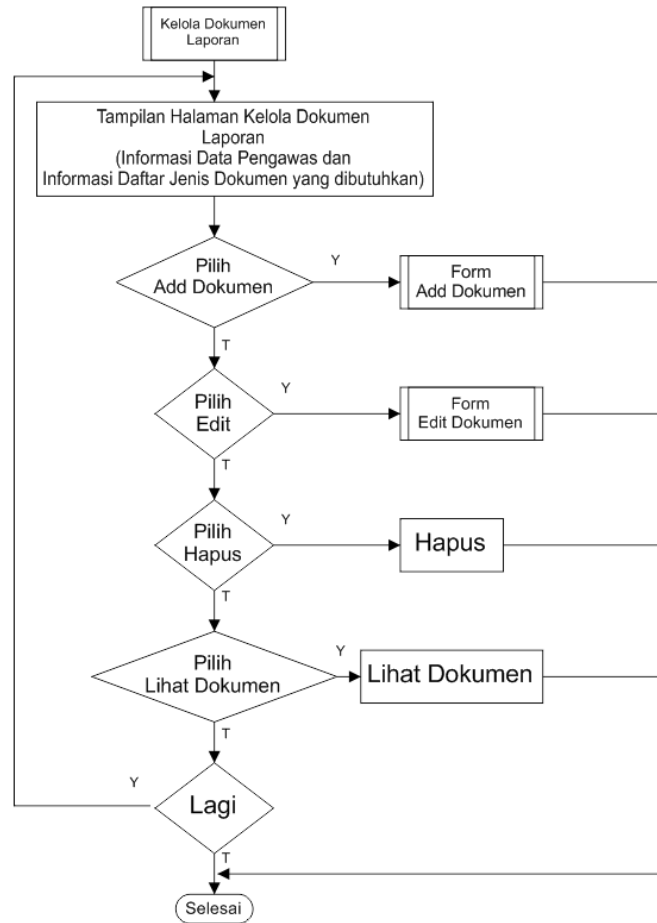 Kelola Dokumen
Laporan
Tampilan Halaman Kelola Dokumen
Laporan
(Informasi Data Pengawas dan
Informasi Daftar Jenis Dokumen yang dibutuhkan)
Pilih
Add Dokumen
Y
Form
Add Dokumen
T
Pilih
Edit
Y
Form
Edit Dokumen
T
Pilih
Hapus
Y
Hapus
T
Pilih
Lihat Dokumen
Y
Lihat Dokumen
T
Y
Lagi
T
Selesai